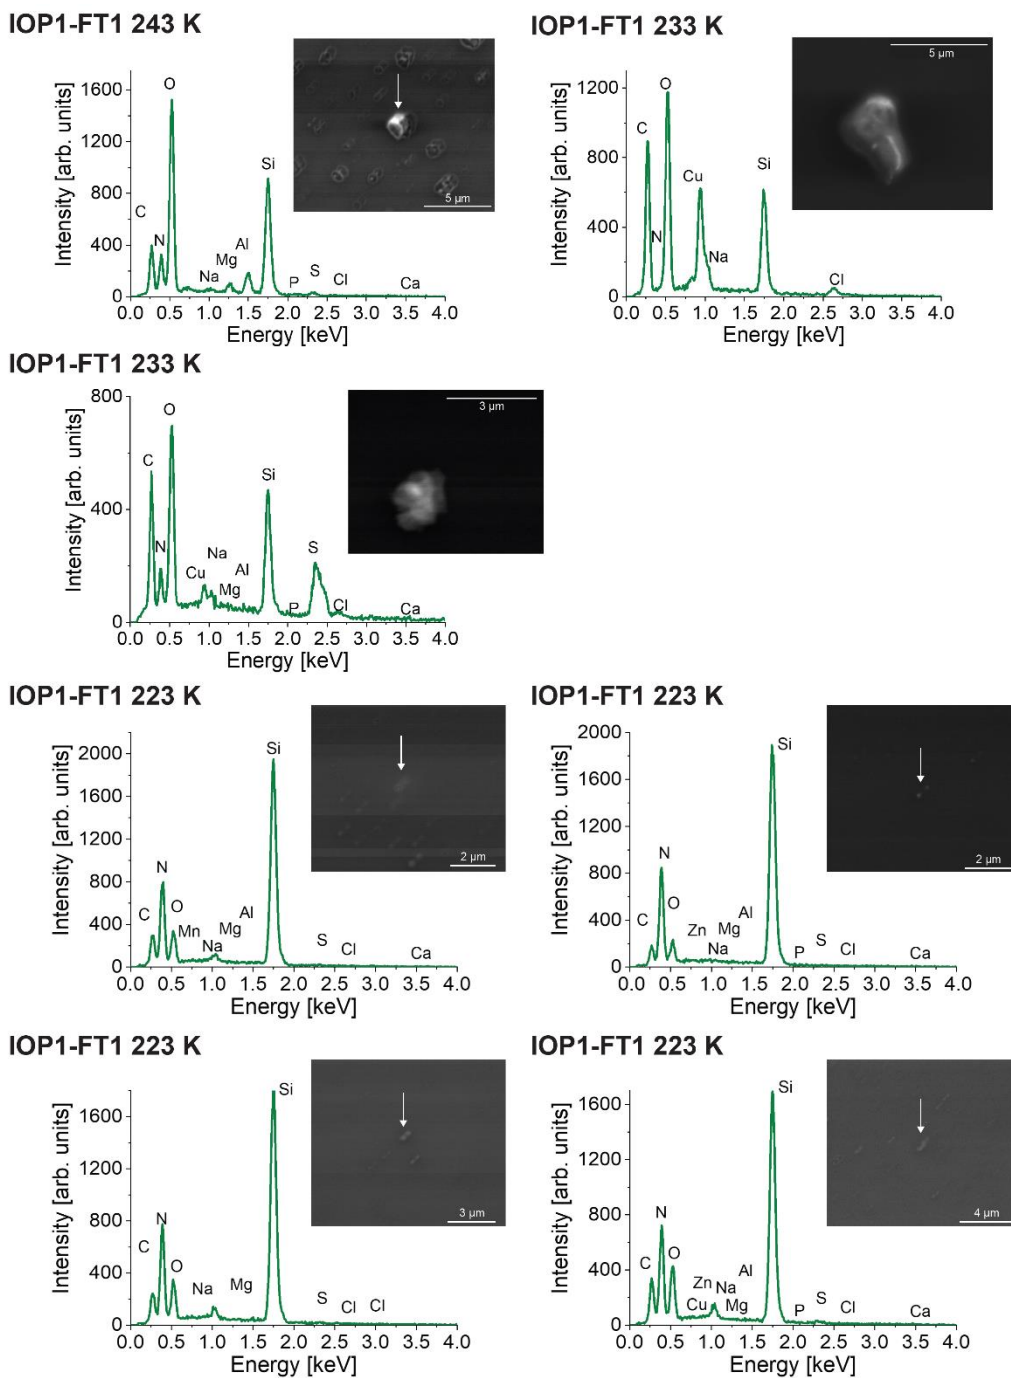 IOP1-FT1 243 K
Intensity [arb. units]
1600
1200
800
400
0
C
N
O
Na
Mg
Al
Si
P
S
Cl
Ca
5 µm
0.0 0.5 1.0 1.5 2.0 2.5 3.0 3.5 4.0
Energy [keV]
IOP1-FT1 233 K
Intensity [arb. units]
1200
800
400
0
C
N
O
Cu
Na
Si
Cl
5 µm
0.0 0.5 1.0 1.5 2.0 2.5 3.0 3.5 4.0
Energy [keV]
IOP1-FT1 233 K
Intensity [arb. units]
800
400
0
C
N
O
Cu
Na
Mg
Al
Si
P
S
Cl
Ca
3 µm
0.0 0.5 1.0 1.5 2.0 2.5 3.0 3.5 4.0
Energy [keV]
IOP1-FT1 223 K
Intensity [arb. units]
2000
1600
1200
800
400
0
C
N
O
Mn
Na
Mg
Al
Si
S
Cl
Ca
2 µm
0.0 0.5 1.0 1.5 2.0 2.5 3.0 3.5 4.0
Energy [keV]
IOP1-FT1 223 K
Intensity [arb. units]
2000
1600
1200
800
400
0
C
N
O
Zn
Na
Mg
Al
Si
P
S
Cl
Ca
2 µm
0.0 0.5 1.0 1.5 2.0 2.5 3.0 3.5 4.0
Energy [keV]
IOP1-FT1 223 K
Intensity [arb. units]
1600
1200
800
400
0
C
N
O
Na
Mg
Si
S
Cl
Cl
3 µm
0.0 0.5 1.0 1.5 2.0 2.5 3.0 3.5 4.0
Energy [keV]
IOP1-FT1 223 K
Intensity [arb. units]
1600
1200
800
400
0
C
N
O
Cu
Zn
Na
Mg
Al
Si
P
S
Cl
Ca
4 µm
0.0 0.5 1.0 1.5 2.0 2.5 3.0 3.5 4.0
Energy [keV]